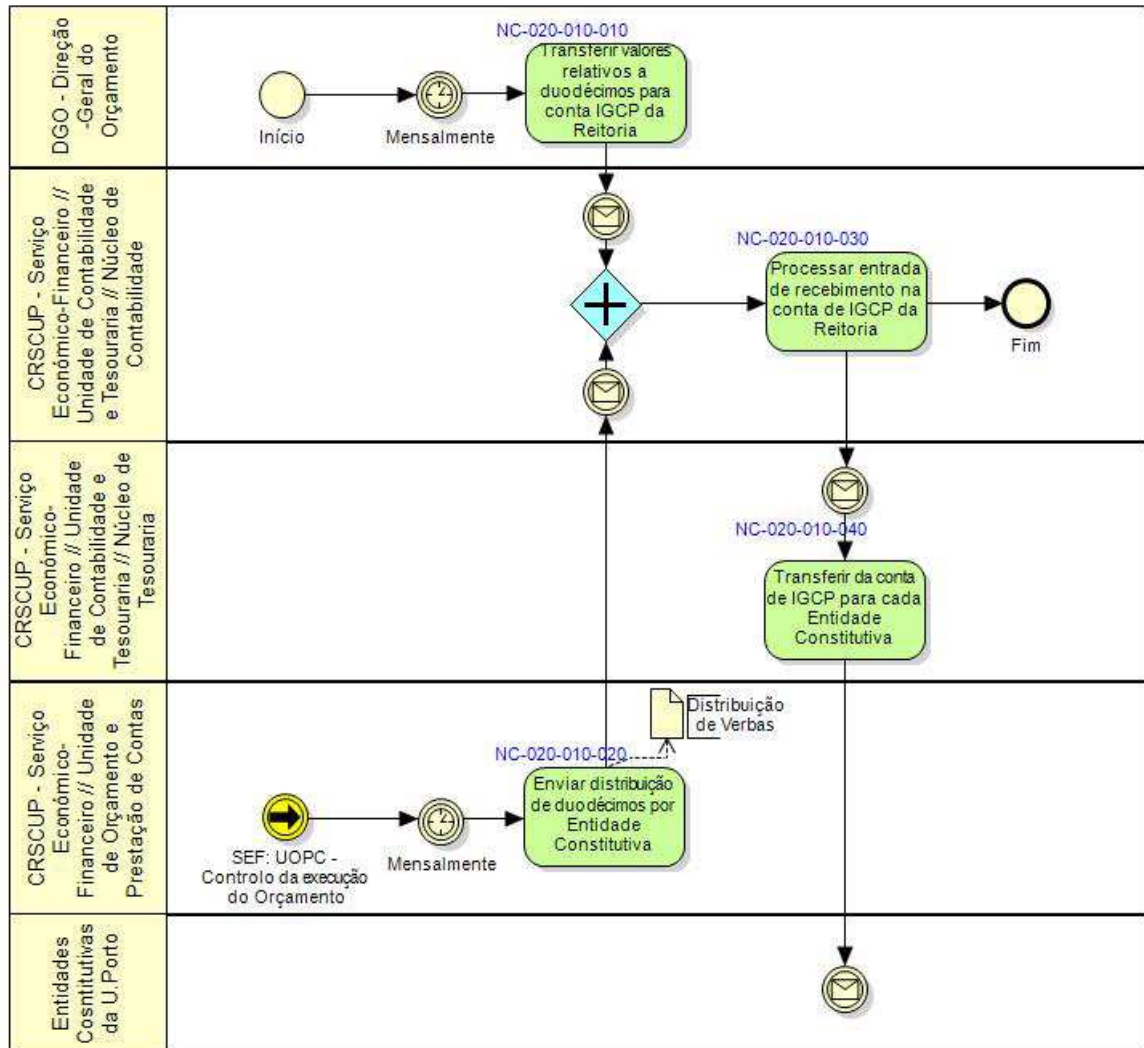 DGO - Direção
-Geral do
Orçamento
Início
Mensalmente
NC-020-010-010
Transferir valores
relativos a
duodécimos para
conta IGCP da
Reitoria
CRSCUP - Serviço
Económico-Financeiro //
Unidade de Contabilidade
e Tesouraria // Núcleo de
Contabilidade
NC-020-010-030
Processar entrada
de recebimento na
conta de IGCP da
Reitoria
Fim
CRSCUP - Serviço
Económico-
Financeiro // Unidade
de Contabilidade e
Tesouraria // Núcleo de
Tesouraria
NC-020-010-040
Transferir da conta
de IGCP para cada
Entidade
Constitutiva
CRSCUP - Serviço
Económico-
Financeiro // Unidade
de Orçamento e
Prestação de Contas
SEF: UOPC -
Controlo da execução
do Orçamento
Mensalmente
NC-020-010-020
Enviar distribuição
de duodécimos por
Entidade
Constitutiva
Distribuição
de Verbas
Entidades
Cosntitutivas
da U.Porto